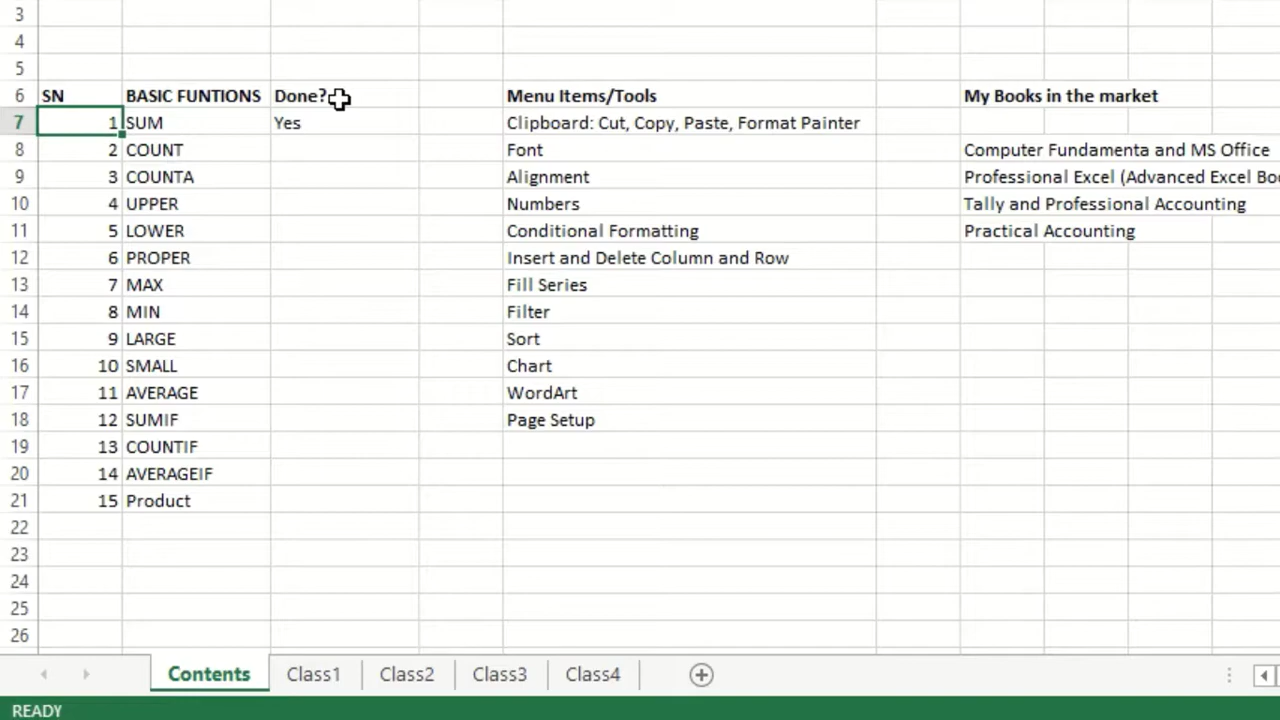 3
4
5
6 SN BASIC FUNTIONS Done? Menu Items/Tools My Books in the market
7 1 SUM Yes Clipboard: Cut, Copy, Paste, Format Painter
8 2 COUNT Font Computer Fundamenta and MS Office
9 3 COUNTA Alignment Professional Excel (Advanced Excel
10 4 UPPER Numbers Tally and Professional Accounting
11 5 LOWER Conditional Formatting Practical Accounting
12 6 PROPER Insert and Delete Column and Row
13 7 MAX Fill Series
14 8 MIN Filter
15 9 LARGE Sort
16 10 SMALL Chart
17 11 AVERAGE WordArt
18 12 SUMIF Page Setup
19 13 COUNTIF
20 14 AVERAGEIF
21 15 Product
22
23
24
25
26
Contents Class1 Class2 Class3 Class4
READY